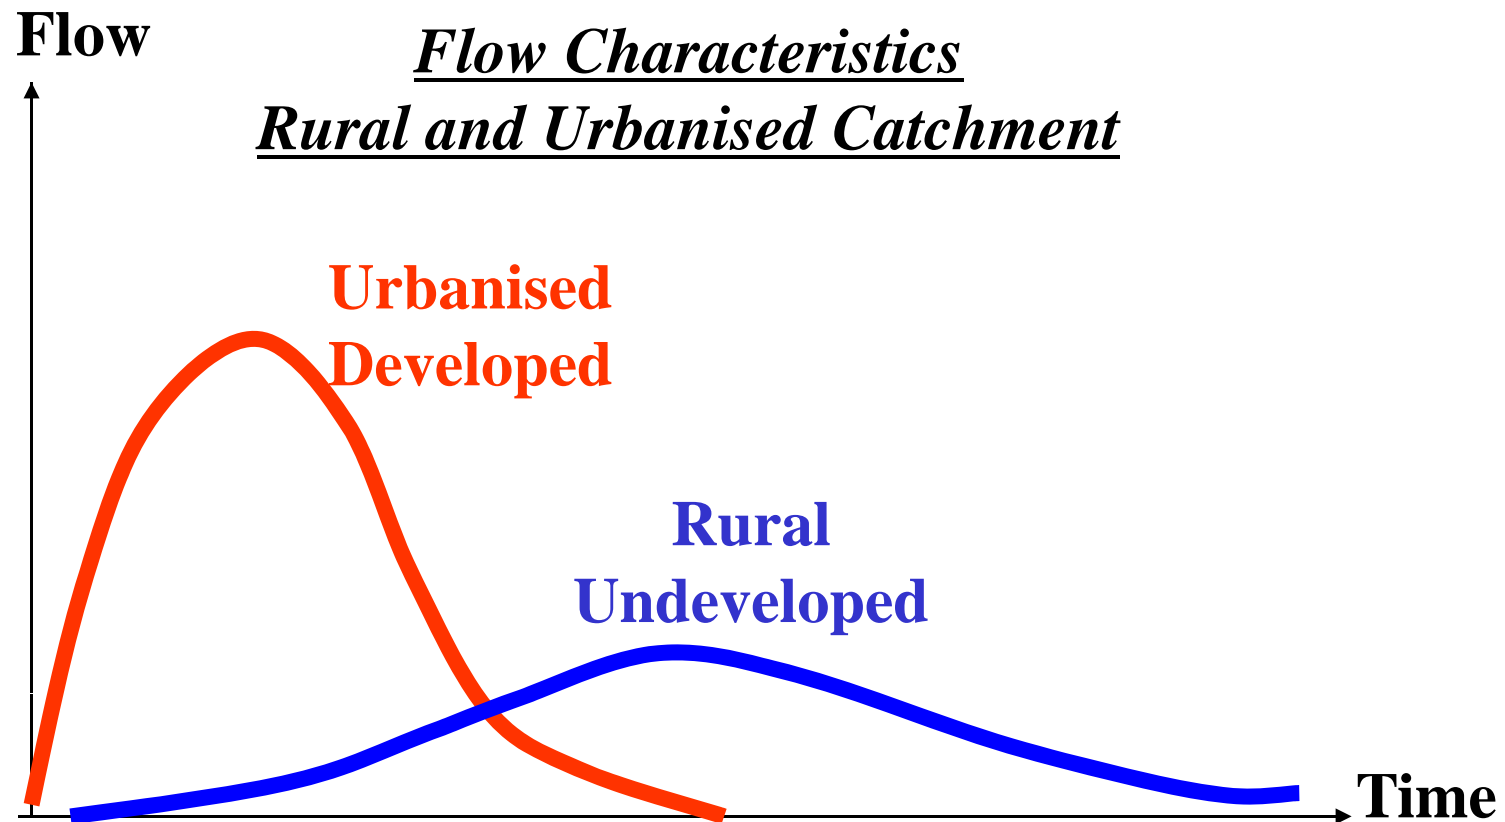 Flow
Flow Characteristics
Rural and Urbanised Catchment
Urbanised
Developed
Rural
Undeveloped
Time